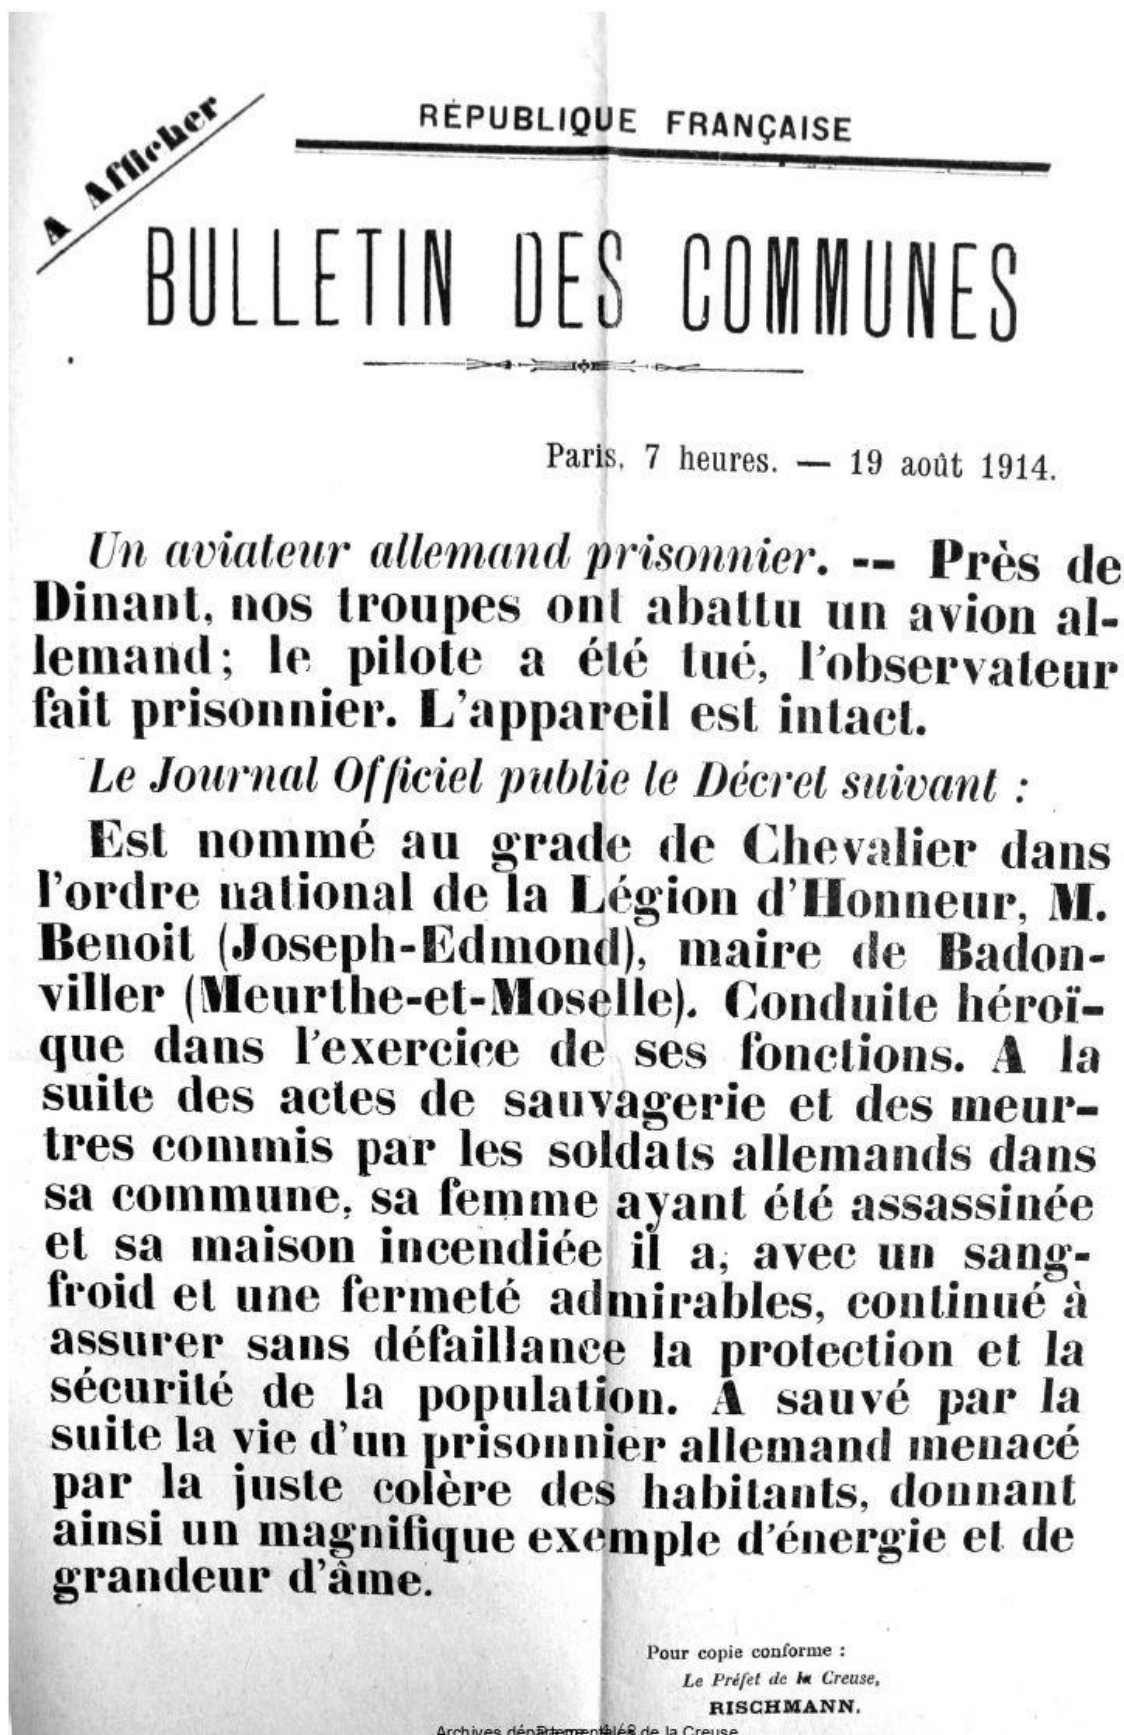 A Afficher
RÉPUBLIQUE FRANÇAISE
BULLETIN DES COMMUNES
Paris, 7 heures. — 19 août 1914.
Un aviateur allemand prisonnier. -- Près de
Dinant, nos troupes ont abattu un avion al-
lemand; le pilote a été tué, l'observateur
fait prisonnier. L'appareil est intact.
Le Journal Officiel publie le Décret suivant :
Est nommé au grade de Chevalier dans
l'ordre national de la Légion d'Honneur, M.
Benoit (Joseph-Edmond), maire de Badon-
viller (Meurthe-et-Moselle). Conduite héroï-
que dans l'exercice de ses fonctions. A la
suite des actes de sauvagerie et des meur-
tres commis par les soldats allemands dans
sa commune, sa femme ayant été assassinée
et sa maison incendiée il a, avec un sang-
froid et une fermeté admirables, continué à
assurer sans défaillance la protection et la
sécurité de la population. A sauvé par la
suite la vie d'un prisonnier allemand menacé
par la juste colère des habitants, donnant
ainsi un magnifique exemple d'énergie et de
grandeur d'âme.
Pour copie conforme :
Le Préfet de la Creuse,
RISCHMANN.
Archives départementales de la Creuse